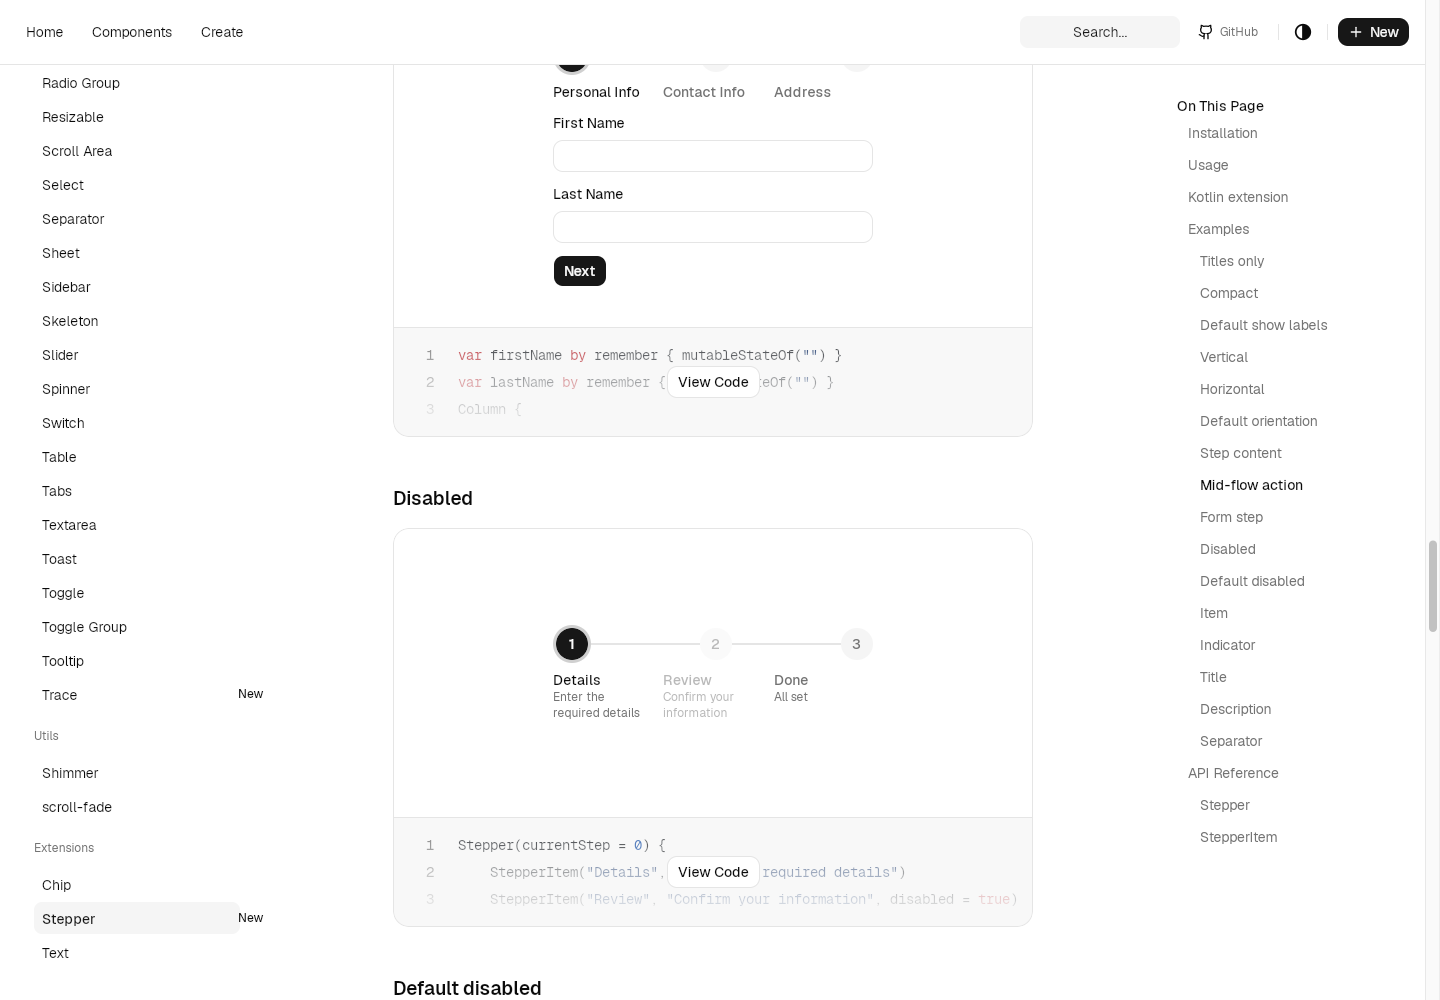 Home
Components
Create
Search...
GitHub
New
Radio Group
Resizable
Scroll Area
Select
Separator
Sheet
Sidebar
Skeleton
Slider
Spinner
Switch
Table
Tabs
Textarea
Toast
Toggle
Toggle Group
Tooltip
Trace New
Utils
Shimmer
scroll-fade
Extensions
Chip
Stepper New
Text
Personal Info Contact Info Address
First Name
Last Name
Next
1 var firstName by remember { mutableStateOf("") }
2 var lastName by remember { teOf("") }
View Code
3 Column {
Disabled
1 2 3
Details Review Done
Enter the Confirm your All set
required details information
1 Stepper(currentStep = 0) {
2 StepperItem("Details", required details")
View Code
3 StepperItem("Review", "Confirm your information", disabled = true)
Default disabled
On This Page
Installation
Usage
Kotlin extension
Examples
Titles only
Compact
Default show labels
Vertical
Horizontal
Default orientation
Step content
Mid-flow action
Form step
Disabled
Default disabled
Item
Indicator
Title
Description
Separator
API Reference
Stepper
StepperItem